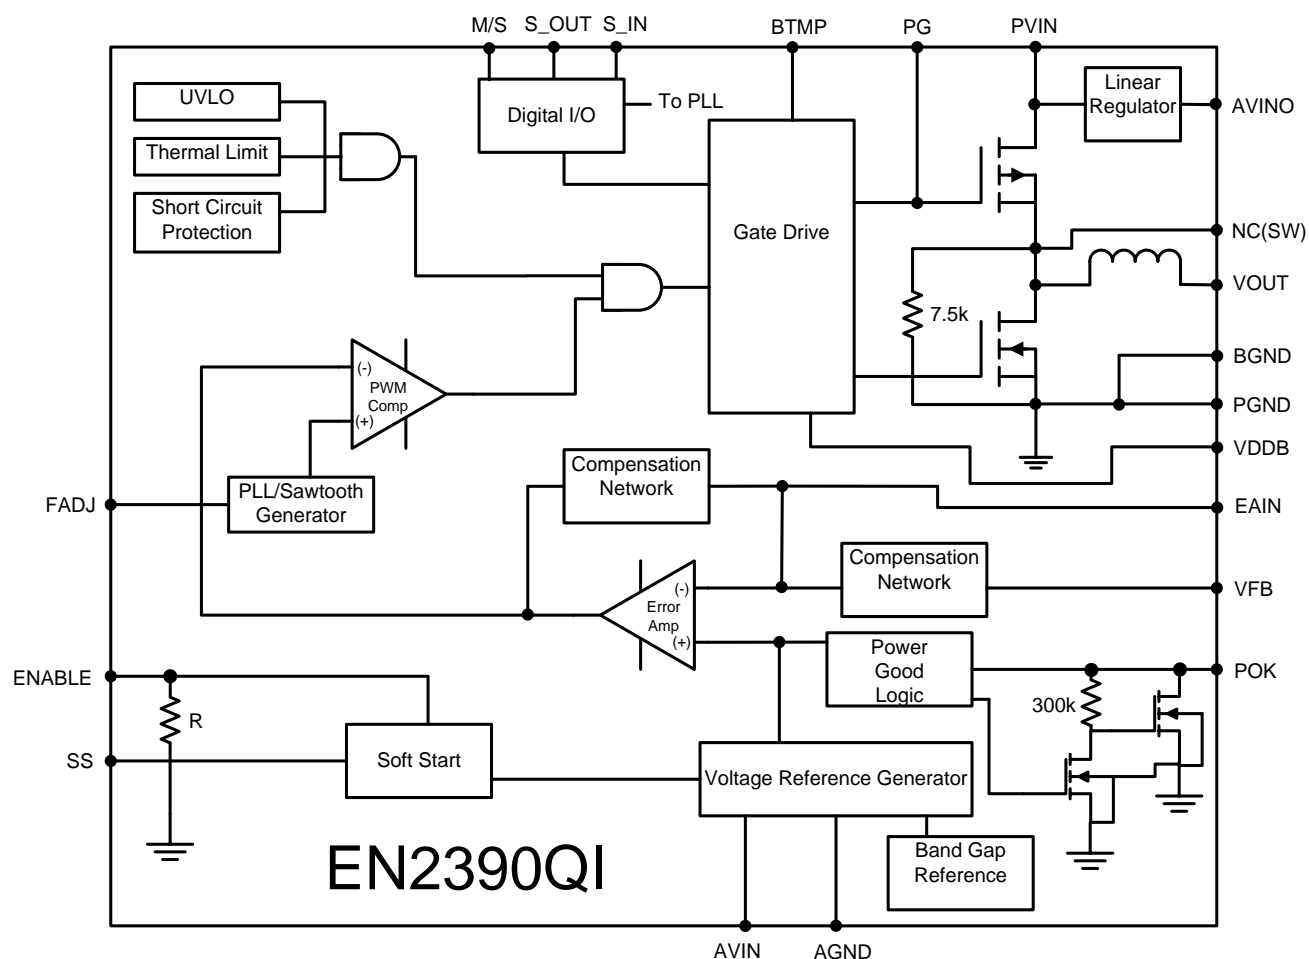 M/S S_OUT S_IN BTMP PG PVIN
UVLO
Thermal Limit
Short Circuit
Protection
Digital I/O
To PLL
Linear
Regulator
AVINO
Gate Drive
NC(SW)
VOUT
7.5k
BGND
PGND
VDDB
(-)
PWM
Comp
(+)
Compensation
Network
FADJ
PLL/Sawtooth
Generator
EAIN
Compensation
Network
VFB
(-)
Error
Amp
(+)
Power
Good
Logic
POK
ENABLE
R
300k
SS
Soft Start
Voltage Reference Generator
Band Gap
Reference
EN2390QI
AVIN AGND